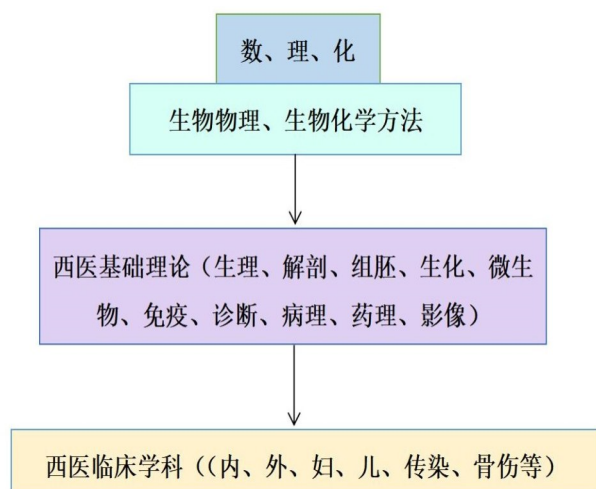 数、理、化
生物物理、生物化学方法
西医基础理论（生理、解剖、组胚、生化、微生
物、免疫、诊断、病理、药理、影像）
西医临床学科（(内、外、妇、儿、传染、骨伤等）